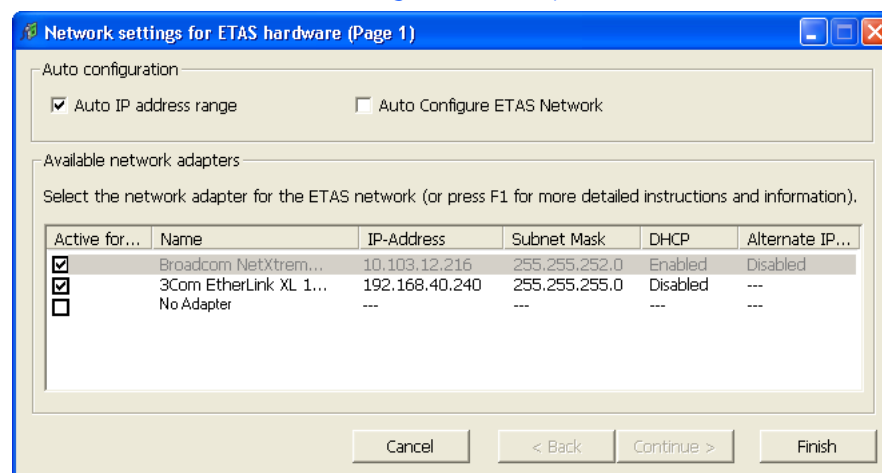 Network settings for ETAS hardware (Page 1)
Auto configuration
Auto IP address range Auto Configure ETAS Network
Available network adapters
Select the network adapter for the ETAS network (or press F1 for more detailed instructions and information).
Active for... Name IP-Address Subnet Mask DHCP Alternate IP...
Broadcom NetXtrem... 10.103.12.216 255.255.252.0 Enabled Disabled
3Com EtherLink XL 1... 192.168.40.240 255.255.255.0 Disabled ---
No Adapter --- --- --- ---
Cancel < Back Continue > Finish